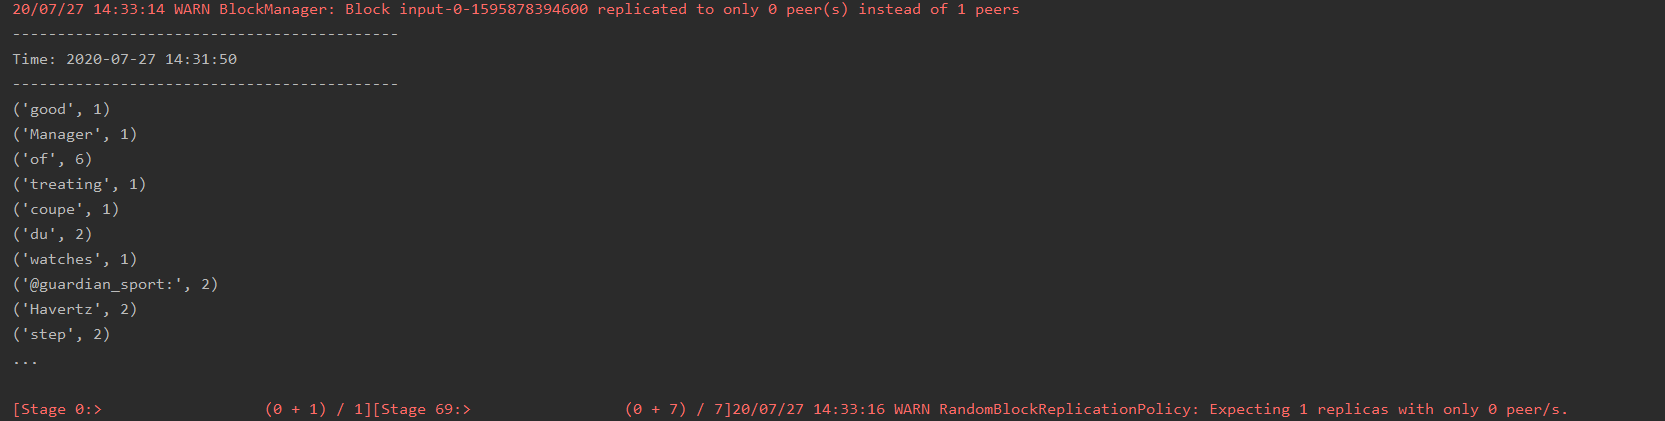 20/07/27 14:33:14 WARN BlockManager: Block input-0-1595878394600 replicated to only 0 peer(s) instead of 1 peers
-------------------------------------------
Time: 2020-07-27 14:31:50
-------------------------------------------
('good', 1)
('Manager', 1)
('of', 6)
('treating', 1)
('coupe', 1)
('du', 2)
('watches', 1)
('@guardian_sport:', 2)
('Havertz', 2)
('step', 2)
...
[Stage 0:>                  (0 + 1) / 1][Stage 69:>                 (0 + 7) / 7]20/07/27 14:33:16 WARN RandomBlockReplicationPolicy: Expecting 1 replicas with only 0 peer/s.